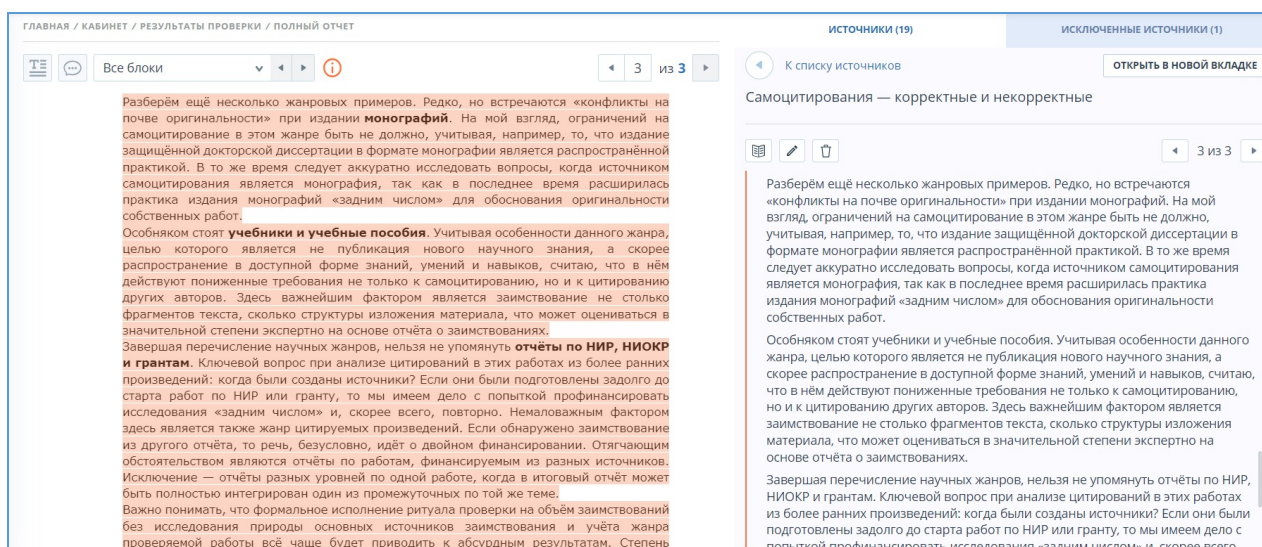 ГЛАВНАЯ / КАБИНЕТ / РЕЗУЛЬТАТЫ ПРОВЕРКИ / ПОЛНЫЙ ОТЧЕТ
Все блоки
3 из 3
Разберём ещё несколько жанровых примеров. Редко, но встречаются «конфликты на
почве оригинальности» при издании монографий. На мой взгляд, ограничений на
самоцитирование в этом жанре быть не должно, учитывая, например, то, что издание
защищённой докторской диссертации в формате монографии является распространённой
практикой. В то же время следует аккуратно исследовать вопросы, когда источником
самоцитирования является монография, так как в последнее время расширилась
практика издания монографий «задним числом» для обоснования оригинальности
собственных работ.
Особняком стоят учебники и учебные пособия. Учитывая особенности данного жанра,
целью которого является не публикация нового научного знания, а скорее
распространение в доступной форме знаний, умений и навыков, считаю, что в нём
действуют пониженные требования не только к самоцитированию, но и к цитированию
других авторов. Здесь важнейшим фактором является заимствование не столько
фрагментов текста, сколько структуры изложения материала, что может оцениваться в
значительной степени экспертно на основе отчёта о заимствованиях.
Завершая перечисление научных жанров, нельзя не упомянуть отчёты по НИР, НИОКР
и грантам. Ключевой вопрос при анализе цитирований в этих работах из более ранних
произведений: когда были созданы источники? Если они были подготовлены задолго до
старта работ по НИР или гранту, то мы имеем дело с попыткой профинансировать
исследования «задним числом» и, скорее всего, повторно. Немаловажным фактором
здесь является также жанр цитируемых произведений. Если обнаружено заимствование
из другого отчёта, то речь, безусловно, идёт о двойном финансировании. Отягчающим
обстоятельством являются отчёты по работам, финансируемым из разных источников.
Исключение — отчёты разных уровней по одной работе, когда в итоговый отчёт может
быть полностью интегрирован один из промежуточных по той же теме.
Важно понимать, что формальное исполнение ритуала проверки на объём заимствований
без исследования природы основных источников заимствования и учёта жанра
проверяемой работы всё чаще будет приводить к абсурдным результатам. Степень
ИСТОЧНИКИ (19)
ИСКЛЮЧЕННЫЕ ИСТОЧНИКИ (1)
К списку источников
ОТКРЫТЬ В НОВОЙ ВКЛАДКЕ
Самоцитирования — корректные и некорректные
3 из 3
Разберём ещё несколько жанровых примеров. Редко, но встречаются
«конфликты на почве оригинальности» при издании монографий. На мой
взгляд, ограничений на самоцитирование в этом жанре быть не должно,
учитывая, например, то, что издание защищённой докторской диссертации в
формате монографии является распространённой практикой. В то же время
следует аккуратно исследовать вопросы, когда источником самоцитирования
является монография, так как в последнее время расширилась практика
издания монографий «задним числом» для обоснования оригинальности
собственных работ.
Особняком стоят учебники и учебные пособия. Учитывая особенности данного
жанра, целью которого является не публикация нового научного знания, а
скорее распространение в доступной форме знаний, умений и навыков, считаю,
что в нём действуют пониженные требования не только к самоцитированию,
но и к цитированию других авторов. Здесь важнейшим фактором является
заимствование не столько фрагментов текста, сколько структуры изложения
материала, что может оцениваться в значительной степени экспертно на
основе отчёта о заимствованиях.
Завершая перечисление научных жанров, нельзя не упомянуть отчёты по НИР,
НИОКР и грантам. Ключевой вопрос при анализе цитирований в этих работах
из более ранних произведений: когда были созданы источники? Если они были
подготовлены задолго до старта работ по НИР или гранту, то мы имеем дело с
попыткой профинансировать исследования «задним числом» и, скорее всего,